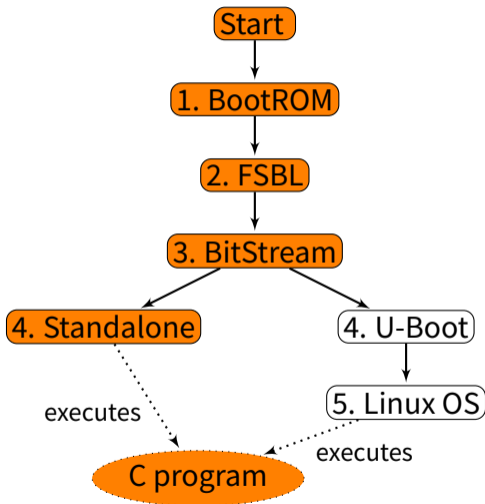 Start
1. BootROM
2. FSBL
3. BitStream
4. Standalone
4. U-Boot
5. Linux OS
executes
executes
C program